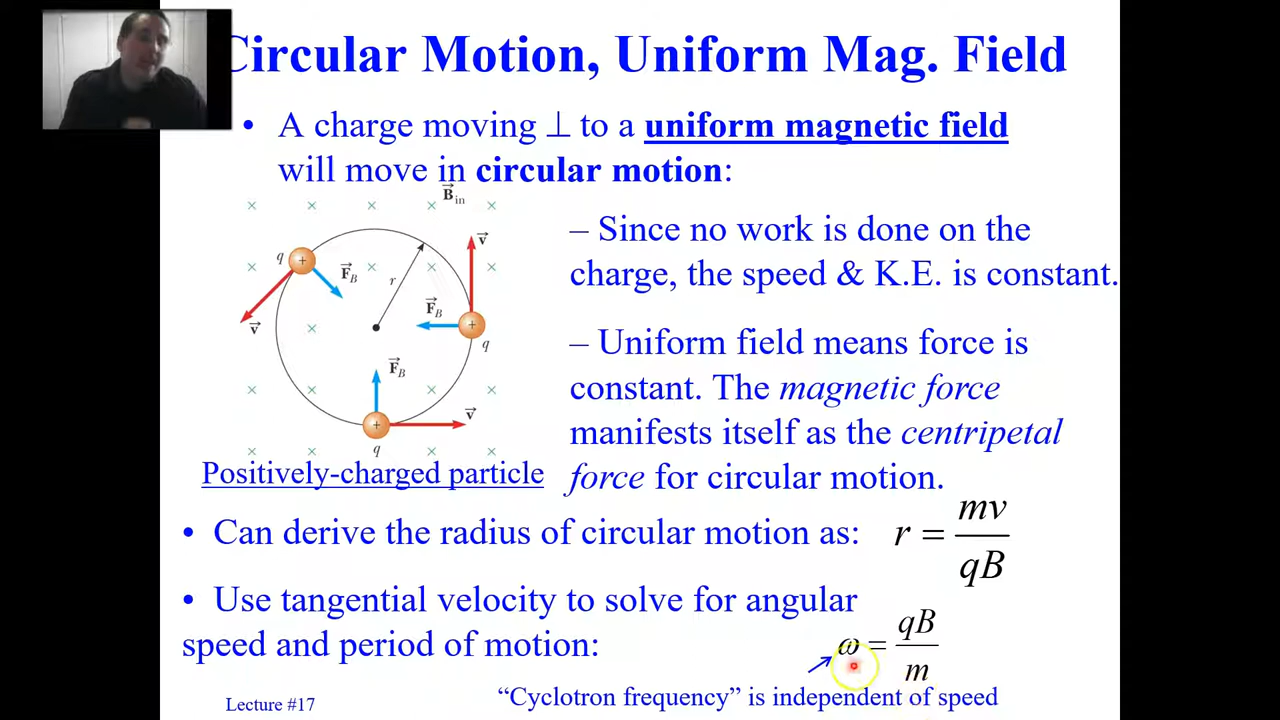 Circular Motion, Uniform Mag. Field
• A charge moving ⊥ to a uniform magnetic field
will move in circular motion:
B⃗in
q
F⃗B
v⃗
r
v⃗
F⃗B
q
F⃗B
v⃗
q
Positively-charged particle
– Since no work is done on the
charge, the speed & K.E. is constant.
– Uniform field means force is
constant. The magnetic force
manifests itself as the centripetal
force for circular motion.
• Can derive the radius of circular motion as: r = mv/qB
• Use tangential velocity to solve for angular
speed and period of motion: ω = qB/m
Lecture #17
“Cyclotron frequency” is independent of speed